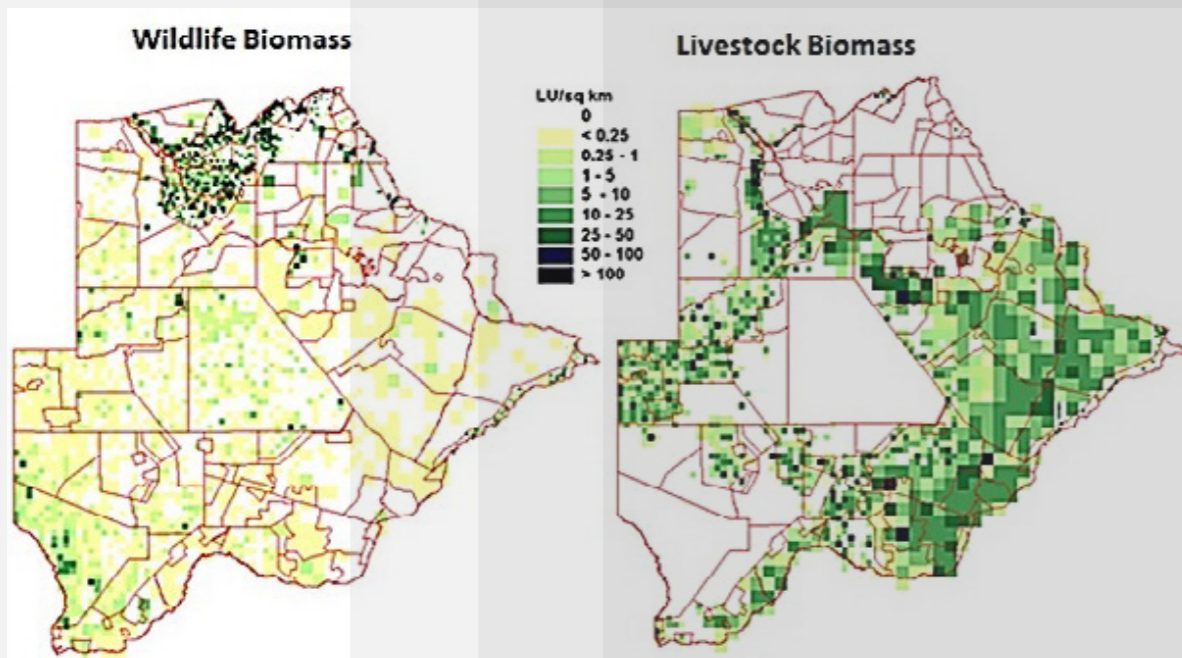 Wildlife Biomass
Livestock Biomass
LU/sq km
0
< 0.25
0.25 - 1
1 - 5
5 - 10
10 - 25
25 - 50
50 - 100
> 100